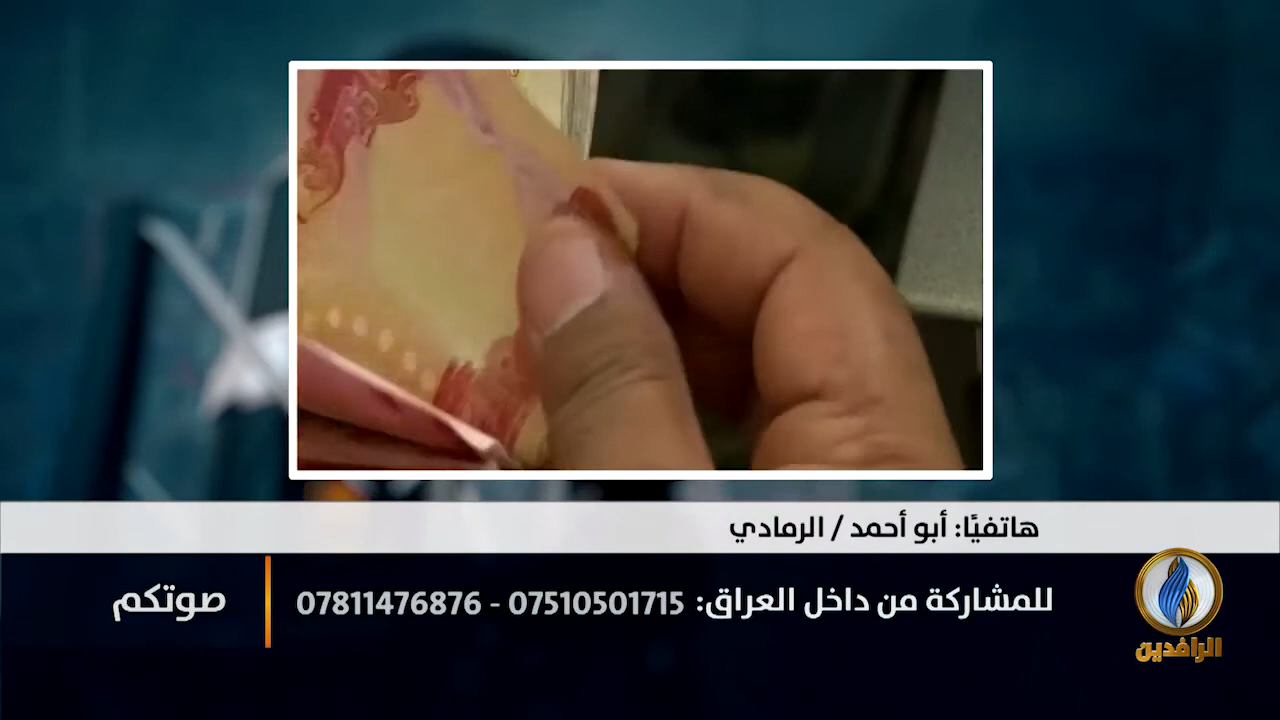 هاتفيًا: أبو أحمد / الرمادي
للمشاركة من داخل العراق: 07510501715 - 07811476876
صوتكم
الرافدين